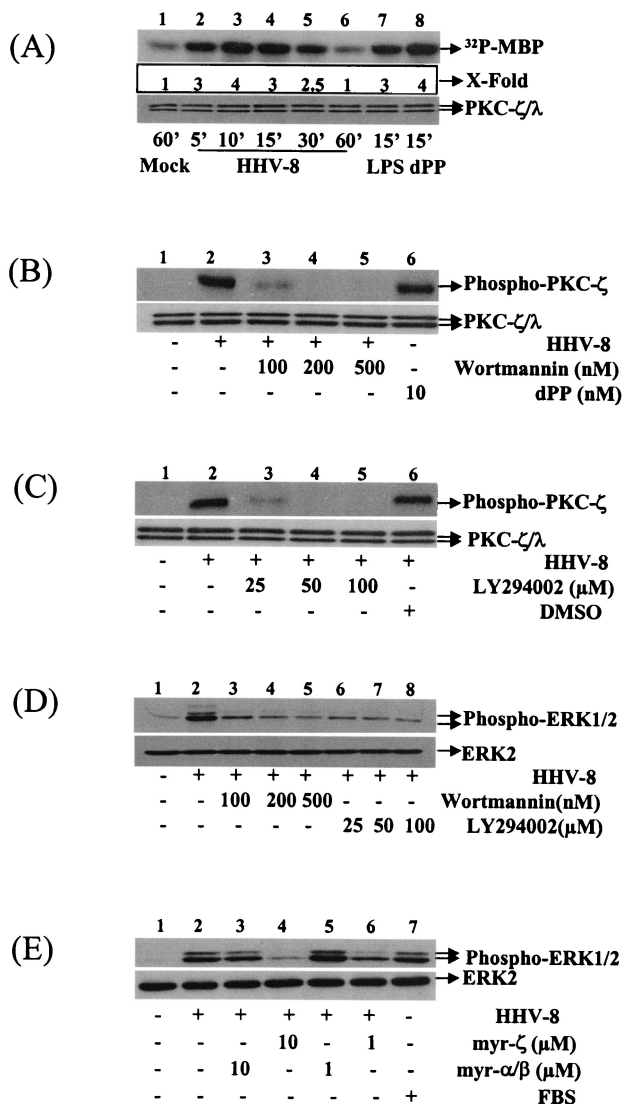 (A)
1 2 3 4 5 6 7 8
32P-MBP
1 3 4 3 2,5 1 3 4 X-Fold
PKC-ζ/λ
60’ 5’ 10’ 15’ 30’ 60’ 15’ 15’
Mock HHV-8 LPS dPP
(B)
1 2 3 4 5 6
Phospho-PKC-ζ
PKC-ζ/λ
- + + + + - HHV-8
- - 100 200 500 - Wortmannin (nM)
- - - - - 10 dPP (nM)
(C)
1 2 3 4 5 6
Phospho-PKC-ζ
PKC-ζ/λ
- + + + + + HHV-8
- - 25 50 100 - LY294002 (µM)
- - - - - + DMSO
(D)
1 2 3 4 5 6 7 8
Phospho-ERK1/2
ERK2
- + + + + + + + HHV-8
- - 100 200 500 - - - Wortmannin(nM)
- - - - - 25 50 100 LY294002(µM)
(E)
1 2 3 4 5 6 7
Phospho-ERK1/2
ERK2
- + + + + + - HHV-8
- - - 10 - 1 - myr-ζ (µM)
- - 10 - 1 - - myr-α/β (µM)
- - - - - - + FBS